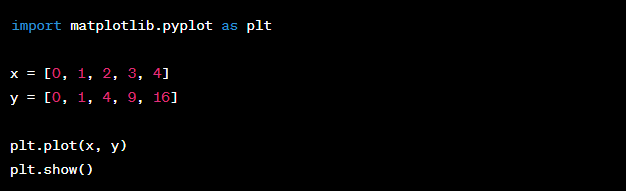 import matplotlib.pyplot as plt
x = [0, 1, 2, 3, 4]
y = [0, 1, 4, 9, 16]
plt.plot(x, y)
plt.show()